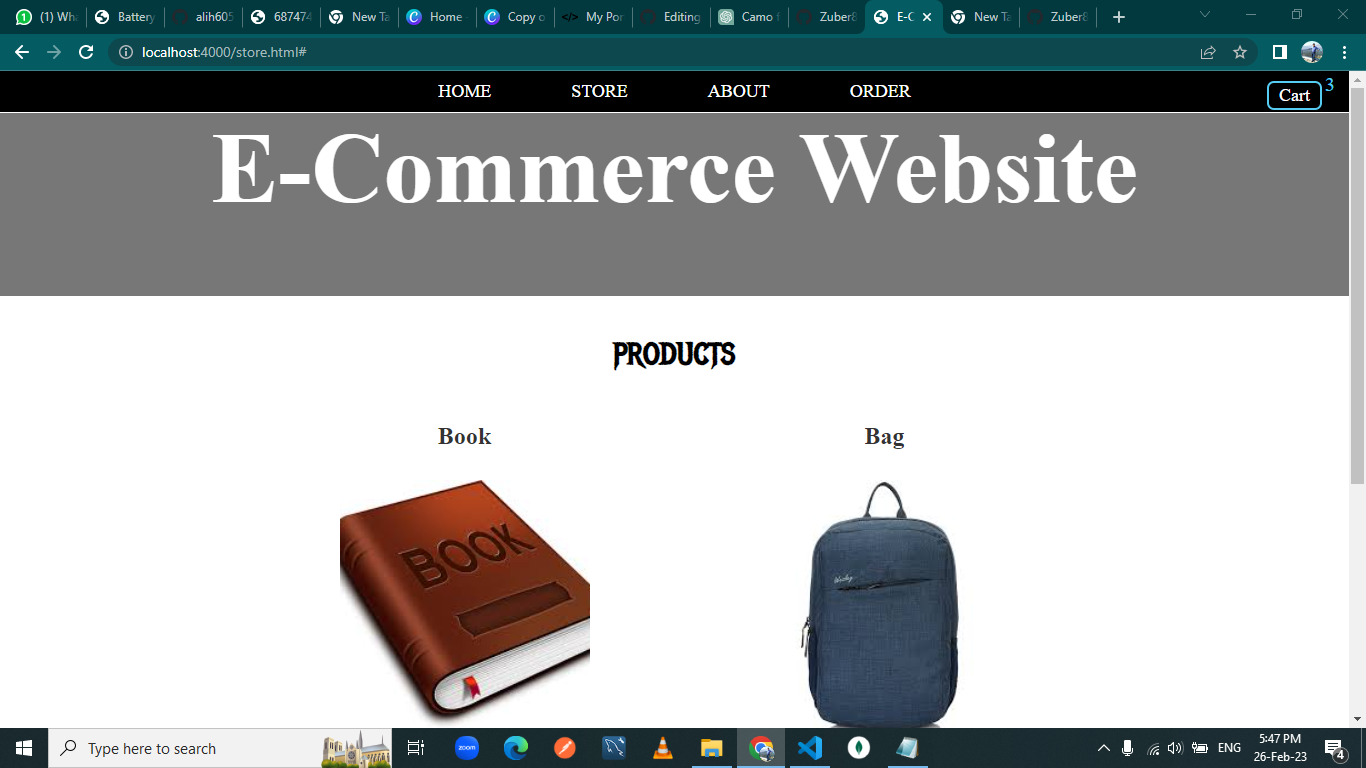 (1) Wha
Battery
alih605
687474
New Ta
Home -
Copy o
My Por
Editing
Camo f
Zuber8
E-C
New Ta
Zuber8
localhost:4000/store.html#
HOME STORE ABOUT ORDER Cart 3
E-Commerce Website
PRODUCTS
Book Bag
BOOK
zoom
Type here to search
ENG
5:47 PM
26-Feb-23
4